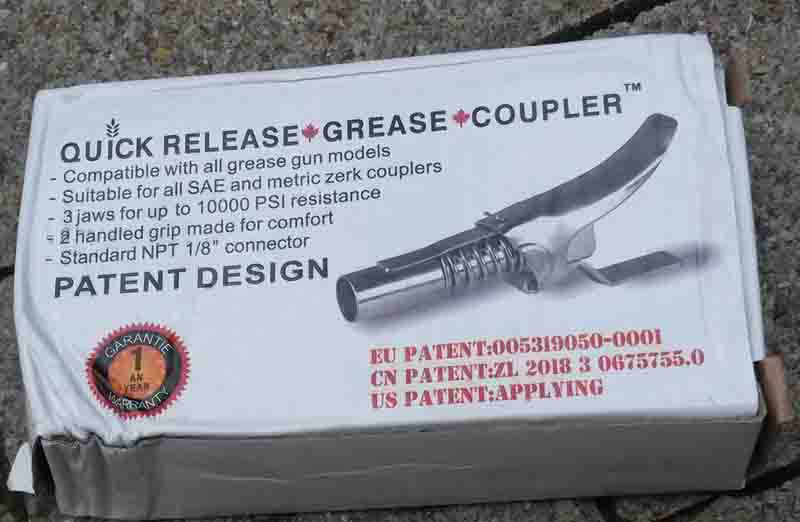 QUICK RELEASE🍁GREASE🍁COUPLER™
- Compatible with all grease gun models
- Suitable for all SAE and metric zerk couplers
- 3 jaws for up to 10000 PSI resistance
- 2 handled grip made for comfort
- Standard NPT 1/8" connector
PATENT DESIGN
GARANTIE
1
AN
YEAR
WARRANTY
EU PATENT:005319050-0001
CN PATENT:ZL 2018 3 0675755.0
US PATENT;APPLYING